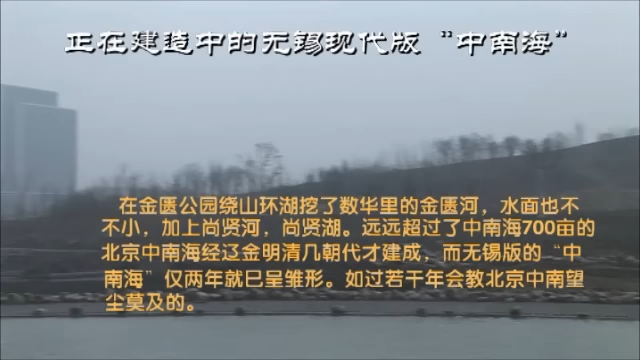 正在建造中的无锡现代版“中南海”
在金匮公园绕山环湖挖了数华里的金匮河，水面也不
不小，加上尚贤河，尚贤湖。远远超过了中南海700亩的
北京中南海经辽金明清几朝代才建成，而无锡版的“中
南海”仅两年就巳呈雏形。如过若干年会教北京中南望
尘莫及的。